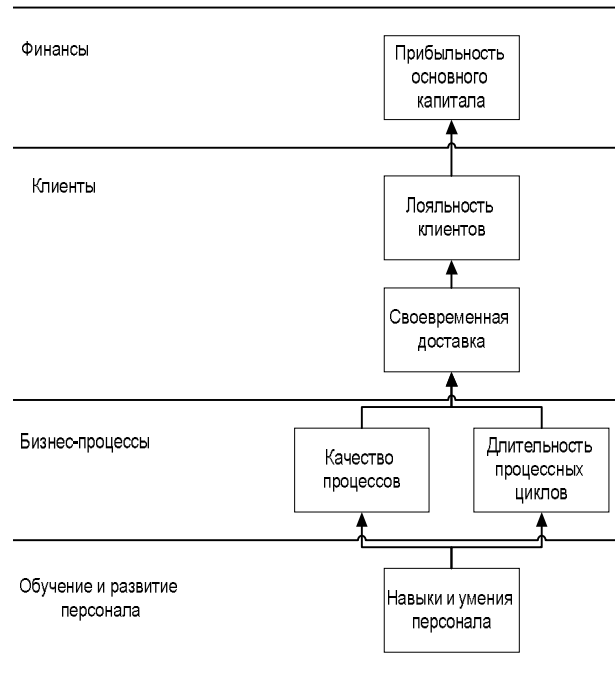 Финансы
Прибыльность
основного
капитала
Клиенты
Лояльность
клиентов
Своевременная
доставка
Бизнес-процессы
Качество
процессов
Длительность
процессных
циклов
Обучение и развитие
персонала
Навыки и умения
персонала